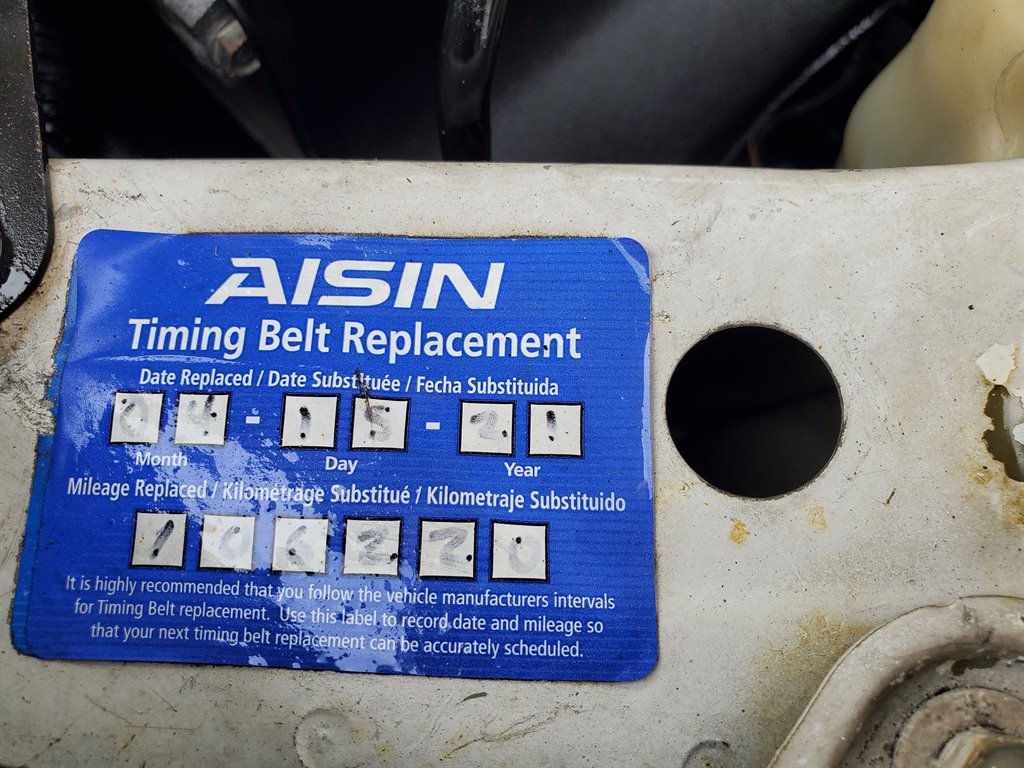 AISIN
Timing Belt Replacement
Date Replaced / Date Substituée / Fecha Substituida
04 - 15 - 21
Month Day Year
Mileage Replaced / Kilométrage Substitué / Kilometraje Substituido
106220
It is highly recommended that you follow the vehicle manufacturers intervals
for Timing Belt replacement. Use this label to record date and mileage so
that your next timing belt replacement can be accurately scheduled.